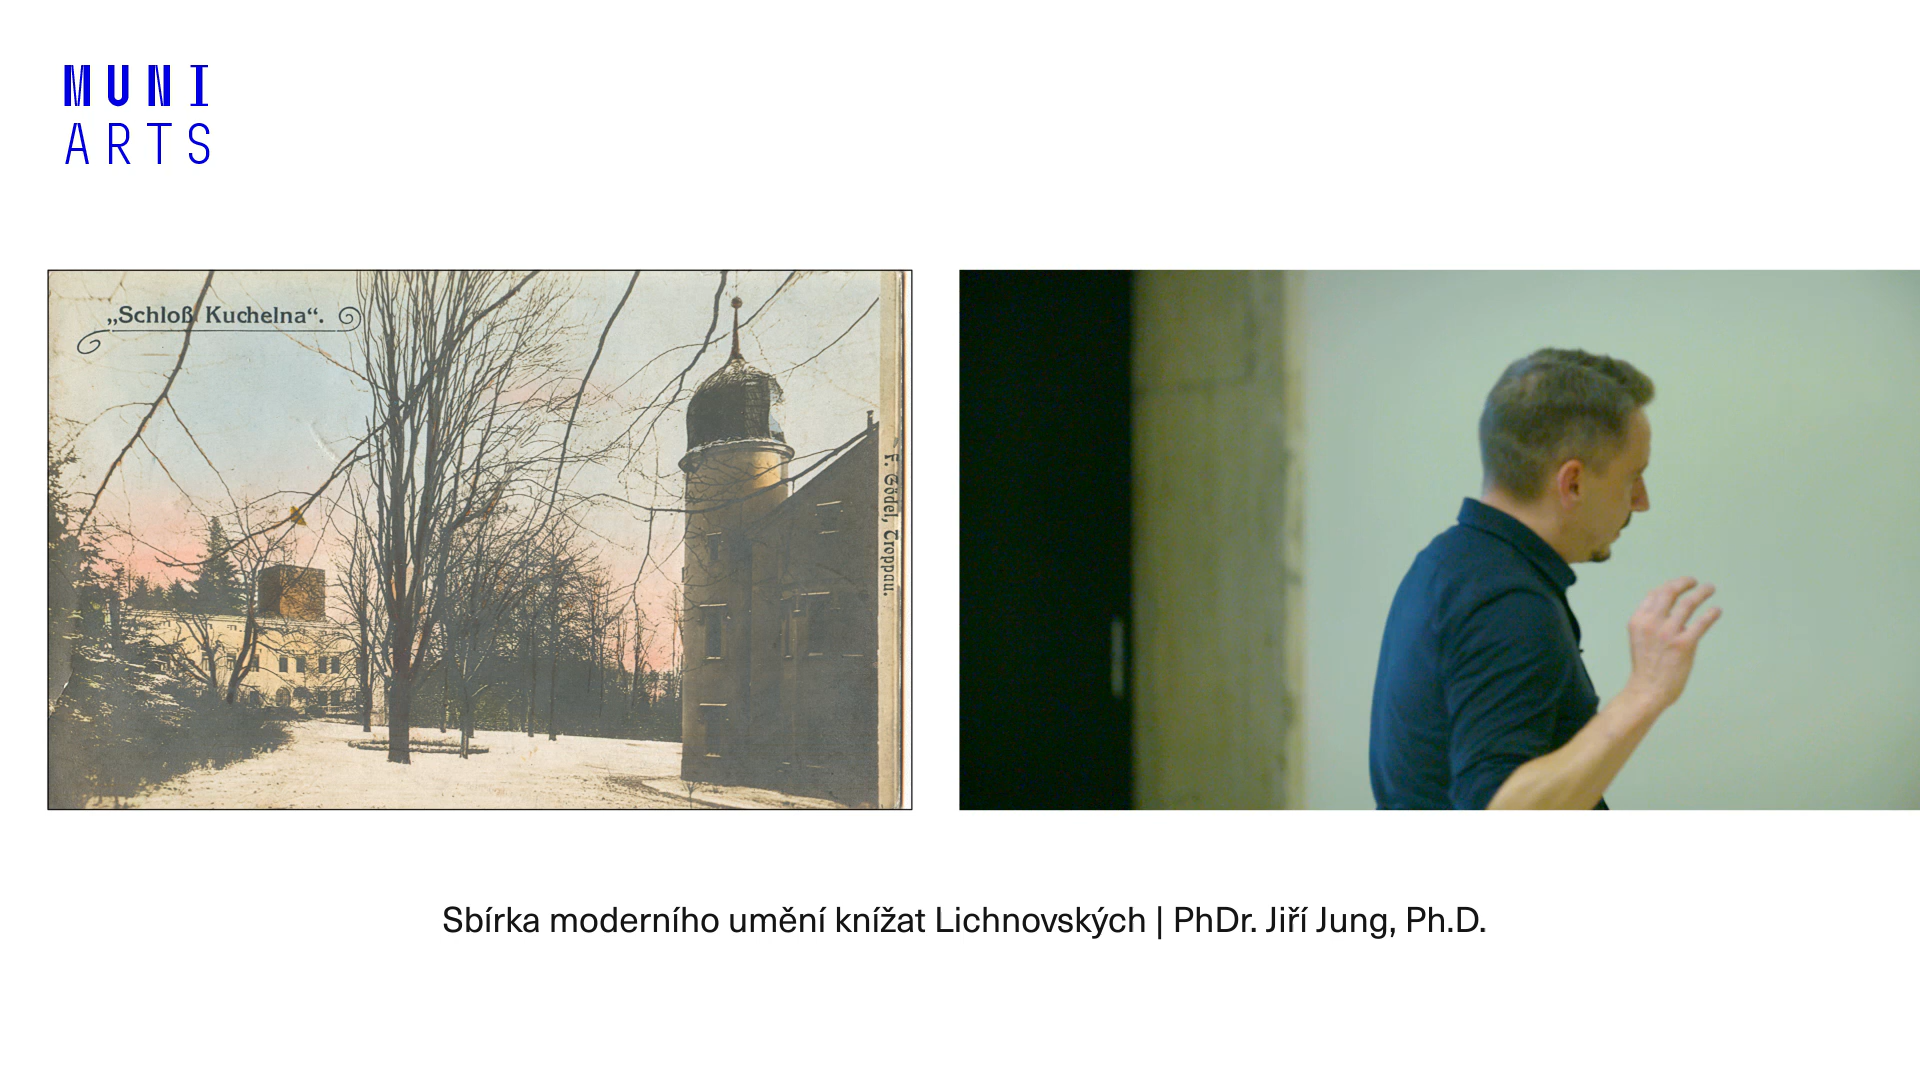 MUNI
ARTS
„Schloß Kuchelna“.
F. Gödel, Troppau.
Sbírka moderního umění knížat Lichnovských | PhDr. Jiří Jung, Ph.D.